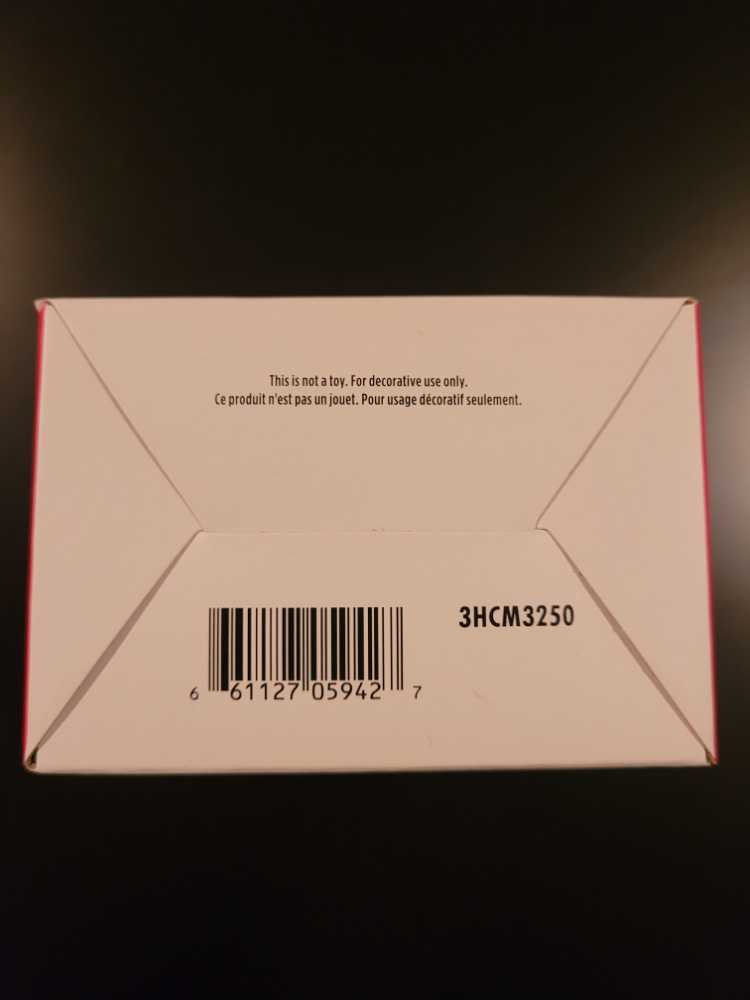 This is not a toy. For decorative use only.
Ce produit n'est pas un jouet. Pour usage décoratif seulement.
3HCM3250
6 61127 05942 7